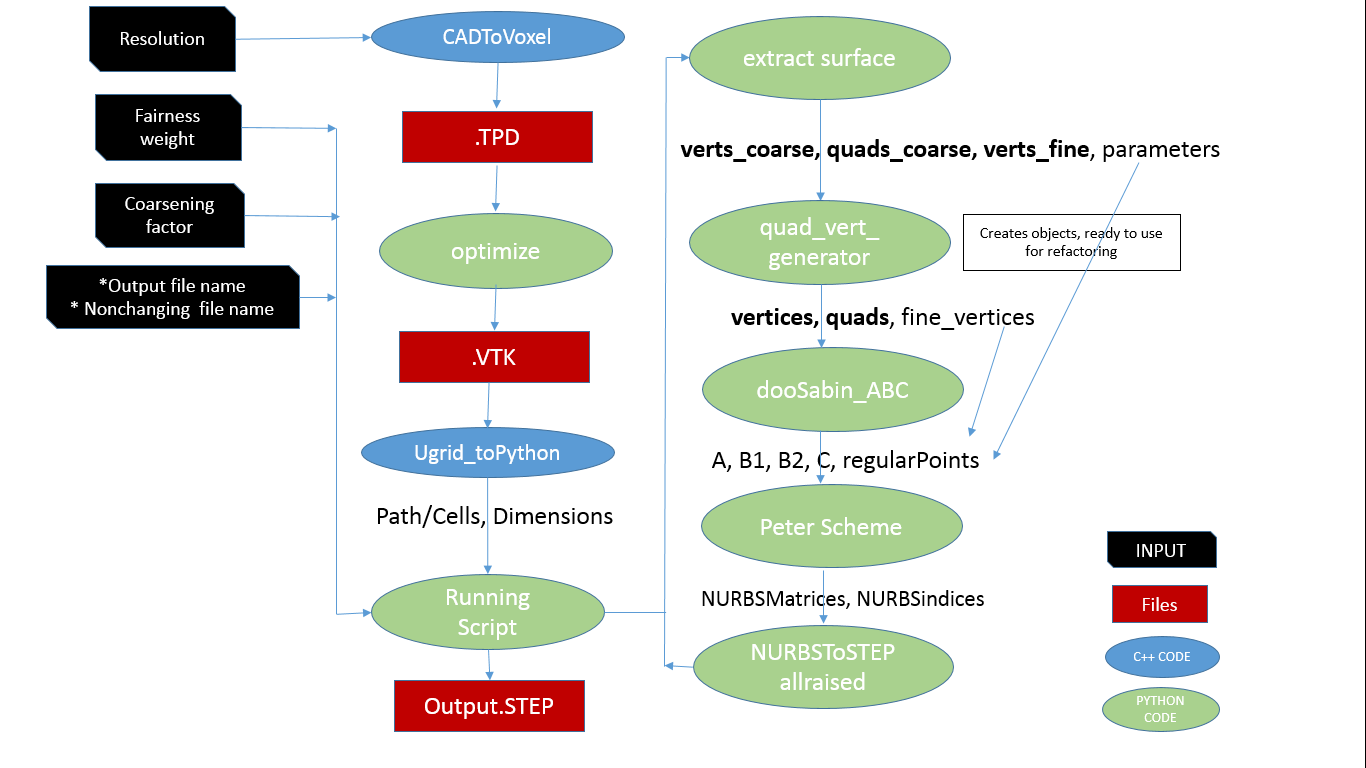 Resolution
Fairness
weight
Coarsening
factor
*Output file name
* Nonchanging  file name
CADToVoxel
.TPD
optimize
.VTK
Ugrid_toPython
Path/Cells, Dimensions
Running
Script
Output.STEP
extract surface
verts_coarse, quads_coarse, verts_fine, parameters
quad_vert_
generator
Creates objects, ready to use
for refactoring
vertices, quads, fine_vertices
dooSabin_ABC
A, B1, B2, C, regularPoints
Peter Scheme
NURBSMatrices, NURBSindices
NURBSToSTEP
allraised
INPUT
Files
C++ CODE
PYTHON
CODE